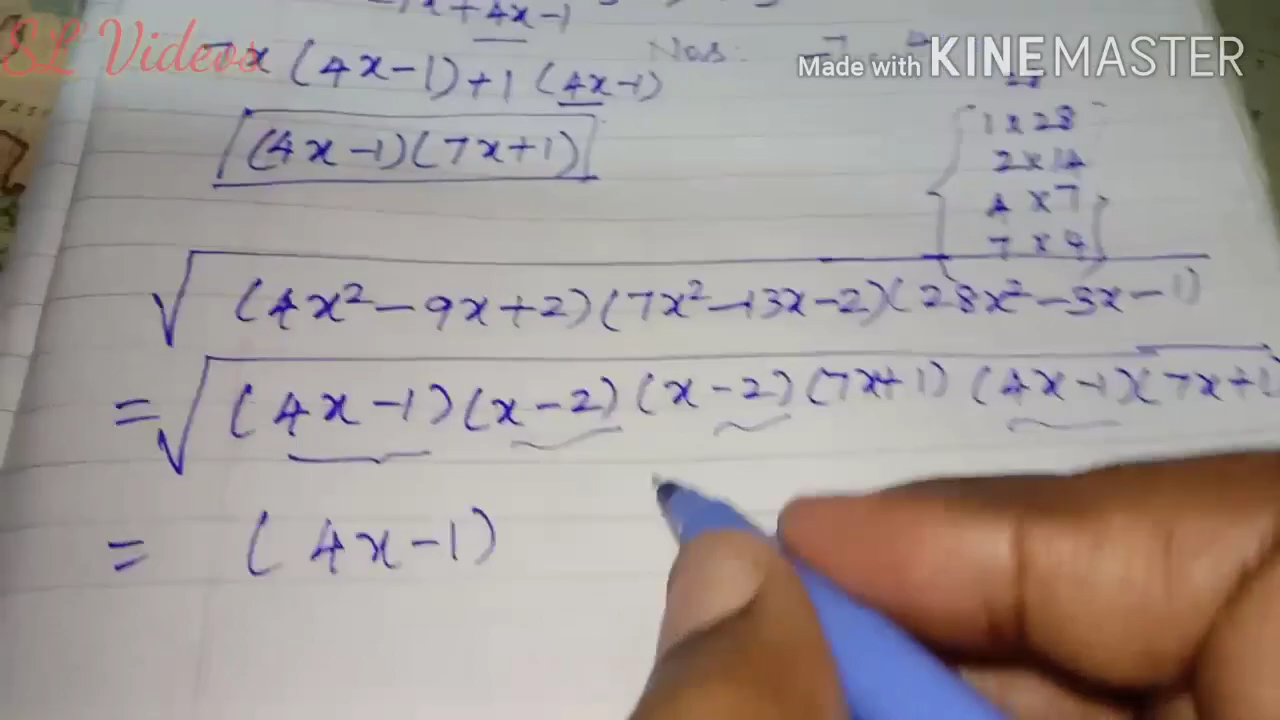 + 4x-1
SL Videos
x (4x-1)+1 (4x-1)
Made with KINEMASTER
1 x 28
2 x 14
4 x 7
7 x 4
(4x-1)(7x+1)
√(4x²-9x+2)(7x²-13x-2)(28x²-3x-1)
=√(4x-1)(x-2)(x-2)(7x+1)(4x-1)(7x+1)
= (4x-1)